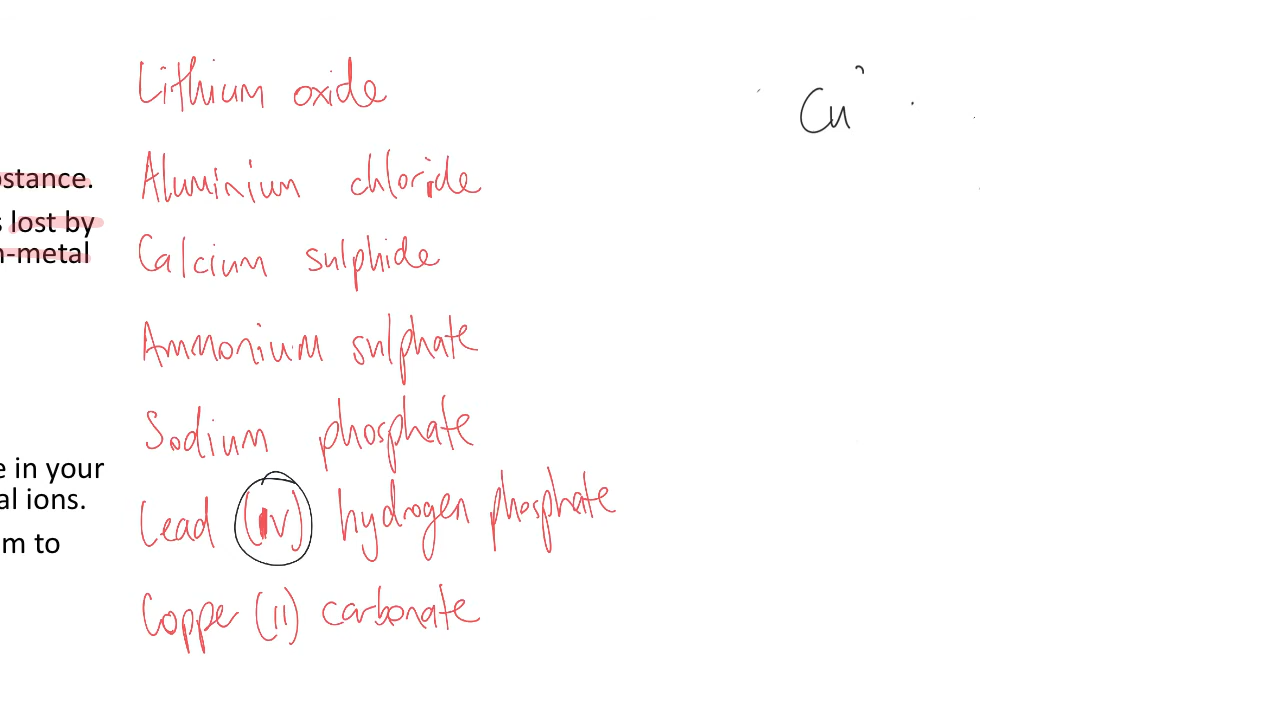 Lithium oxide
Cu
stance.
Aluminium chloride
lost by
-metal
Calcium sulphide
Ammonium sulphate
Sodium phosphate
in your
Lead (IV) hydrogen phosphate
al ions.
m to
Copper (II) carbonate